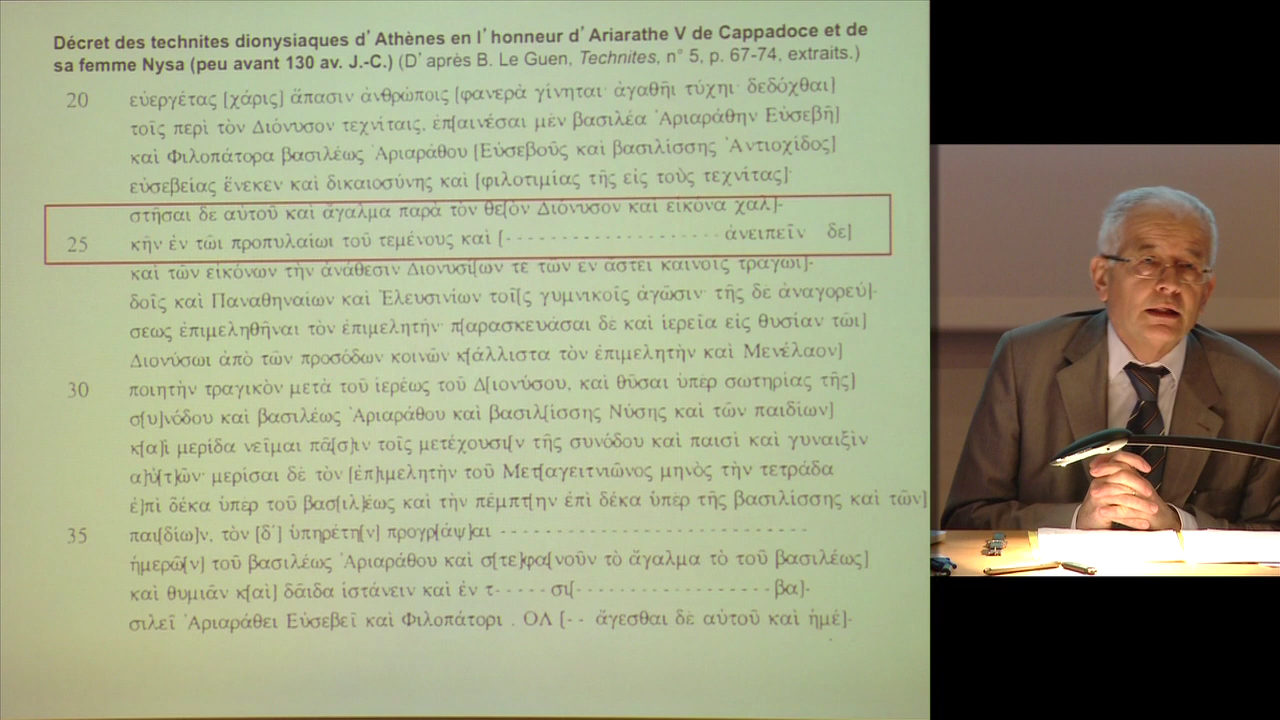 Décret des technites dionysiaques d’Athènes en l’honneur d’Ariarathe V de Cappadoce et de
sa femme Nysa (peu avant 130 av. J.-C.) (D’après B. Le Guen, Technites, n° 5, p. 67-74, extraits.)
20 εὐεργέτας [χάρις] ἅπασιν ἀνθρώποις [φανερὰ γίνηται· ἀγαθῆι τύχηι· δεδόχθαι]
τοῖς περὶ τὸν Διόνυσον τεχνίταις, ἐπ[αινέσαι μὲν βασιλέα Ἀριαράθην Εὐσεβῆ]
καὶ Φιλοπάτορα βασιλέως Ἀριαράθου [Εὐσεβοῦς καὶ βασιλίσσης Ἀντιοχίδος]
εὐσεβείας ἕνεκεν καὶ δικαιοσύνης καὶ [φιλοτιμίας τῆς εἰς τοὺς τεχνίτας]·
στῆσαι δὲ αὐτοῦ καὶ ἄγαλμα παρὰ τὸν θε[ὸν Διόνυσον καὶ εἰκόνα χαλ]-
25 κῆν ἐν τῶι προπυλαίωι τοῦ τεμένους καὶ [- - - - - - - - - - - - - - - - - - - ἀνειπεῖν δὲ]
καὶ τῶν εἰκόνων τὴν ἀνάθεσιν Διονυσί[ων τε τῶν ἐν ἄστει καινοῖς τραγωι]-
δοῖς καὶ Παναθηναίων καὶ Ἐλευσινίων τοῖ[ς γυμνικοῖς ἀγῶσιν· τῆς δὲ ἀναγορεύ]-
σεως ἐπιμεληθῆναι τὸν ἐπιμελητήν· π[αρασκευάσαι δὲ καὶ ἱερεῖα εἰς θυσίαν τῶι]
Διονύσωι ἀπὸ τῶν προσόδων κοινῶν κ[άλλιστα τὸν ἐπιμελητὴν καὶ Μενέλαον]
30 ποιητὴν τραγικὸν μετὰ τοῦ ἱερέως τοῦ Δ[ιονύσου, καὶ θῦσαι ὑπὲρ σωτηρίας τῆς]
σ[υ]νόδου καὶ βασιλέως Ἀριαράθου καὶ βασιλ[ίσσης Νύσης καὶ τῶν παιδίων]
κ[α]ὶ μερίδα νεῖμαι πᾶ[σ]ιν τοῖς μετέχουσι[ν τῆς συνόδου καὶ παισὶ καὶ γυναιξὶν
α]ὐ[τ]ῶν· μερίσαι δὲ τὸν [ἐπ]ιμελητὴν τοῦ Μετ[αγειτνιῶνος μηνὸς τὴν τετράδα
ἐ]πὶ δέκα ὑπὲρ τοῦ βασ[ιλ]έως καὶ τὴν πέμπτ[ην ἐπὶ δέκα ὑπὲρ τῆς βασιλίσσης καὶ τῶν]
35 παι[δίω]ν, τὸν [δ᾽] ὑπηρέτη[ν] προγρ[άψ]αι - - - - - - - - - - - - - - - - - - - - - - - -
ἡμερῶ[ν] τοῦ βασιλέως Ἀριαράθου καὶ σ[τε]φα[νοῦν τὸ ἄγαλμα τὸ τοῦ βασιλέως]
καὶ θυμιᾶν κ[αὶ] δᾶιδα ἱστάνειν καὶ ἐν τ- - - - - σι[- - - - - - - - - - - - - - - - - βα]-
σιλεῖ Ἀριαράθει Εὐσεβεῖ καὶ Φιλοπάτορι . ΟΛ [- - ἄγεσθαι δὲ αὐτοῦ καὶ ἡμέ]-